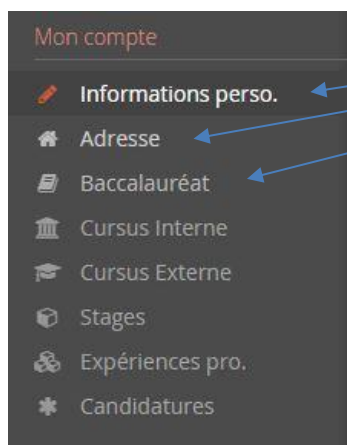 Mon compte
Informations perso.
Adresse
Baccalauréat
Cursus Interne
Cursus Externe
Stages
Expériences pro.
Candidatures